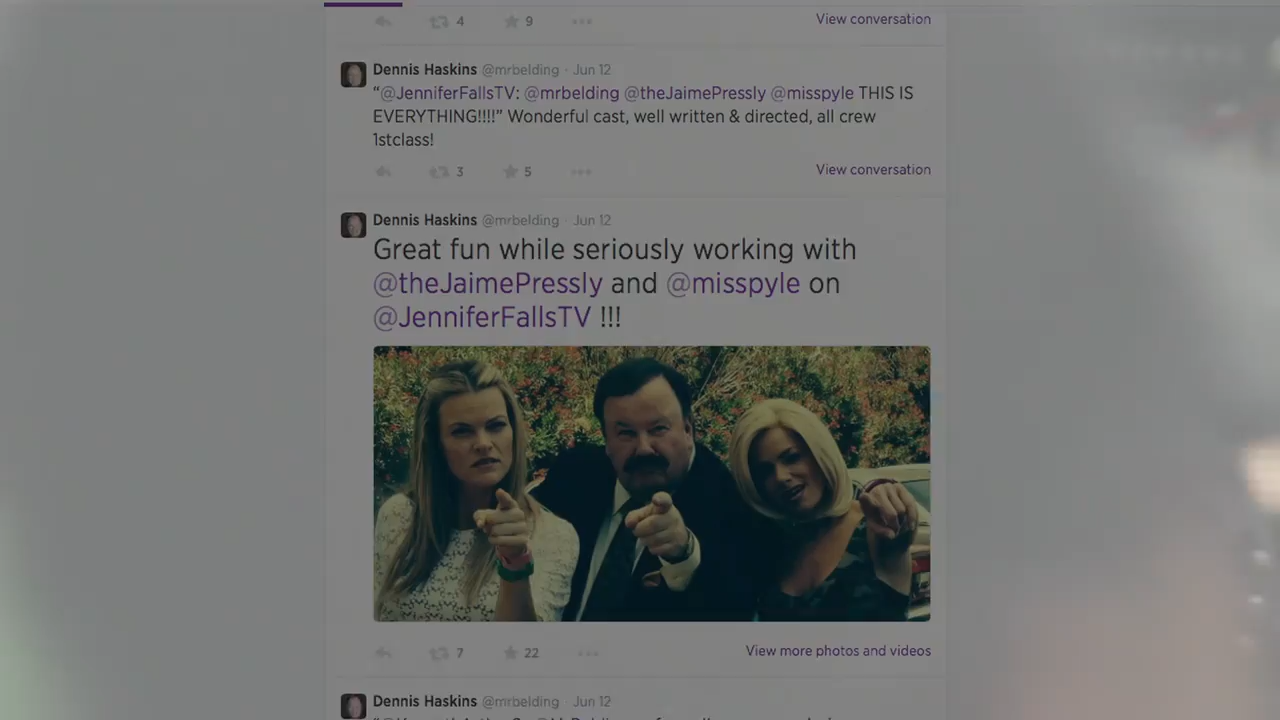 4 9 View conversation
Dennis Haskins @mrbelding · Jun 12
“@JenniferFallsTV: @mrbelding @theJaimePressly @misspyle THIS IS
EVERYTHING!!!!” Wonderful cast, well written & directed, all crew
1stclass!
3 5 View conversation
Dennis Haskins @mrbelding · Jun 12
Great fun while seriously working with
@theJaimePressly and @misspyle on
@JenniferFallsTV !!!
7 22 View more photos and videos
Dennis Haskins @mrbelding · Jun 12